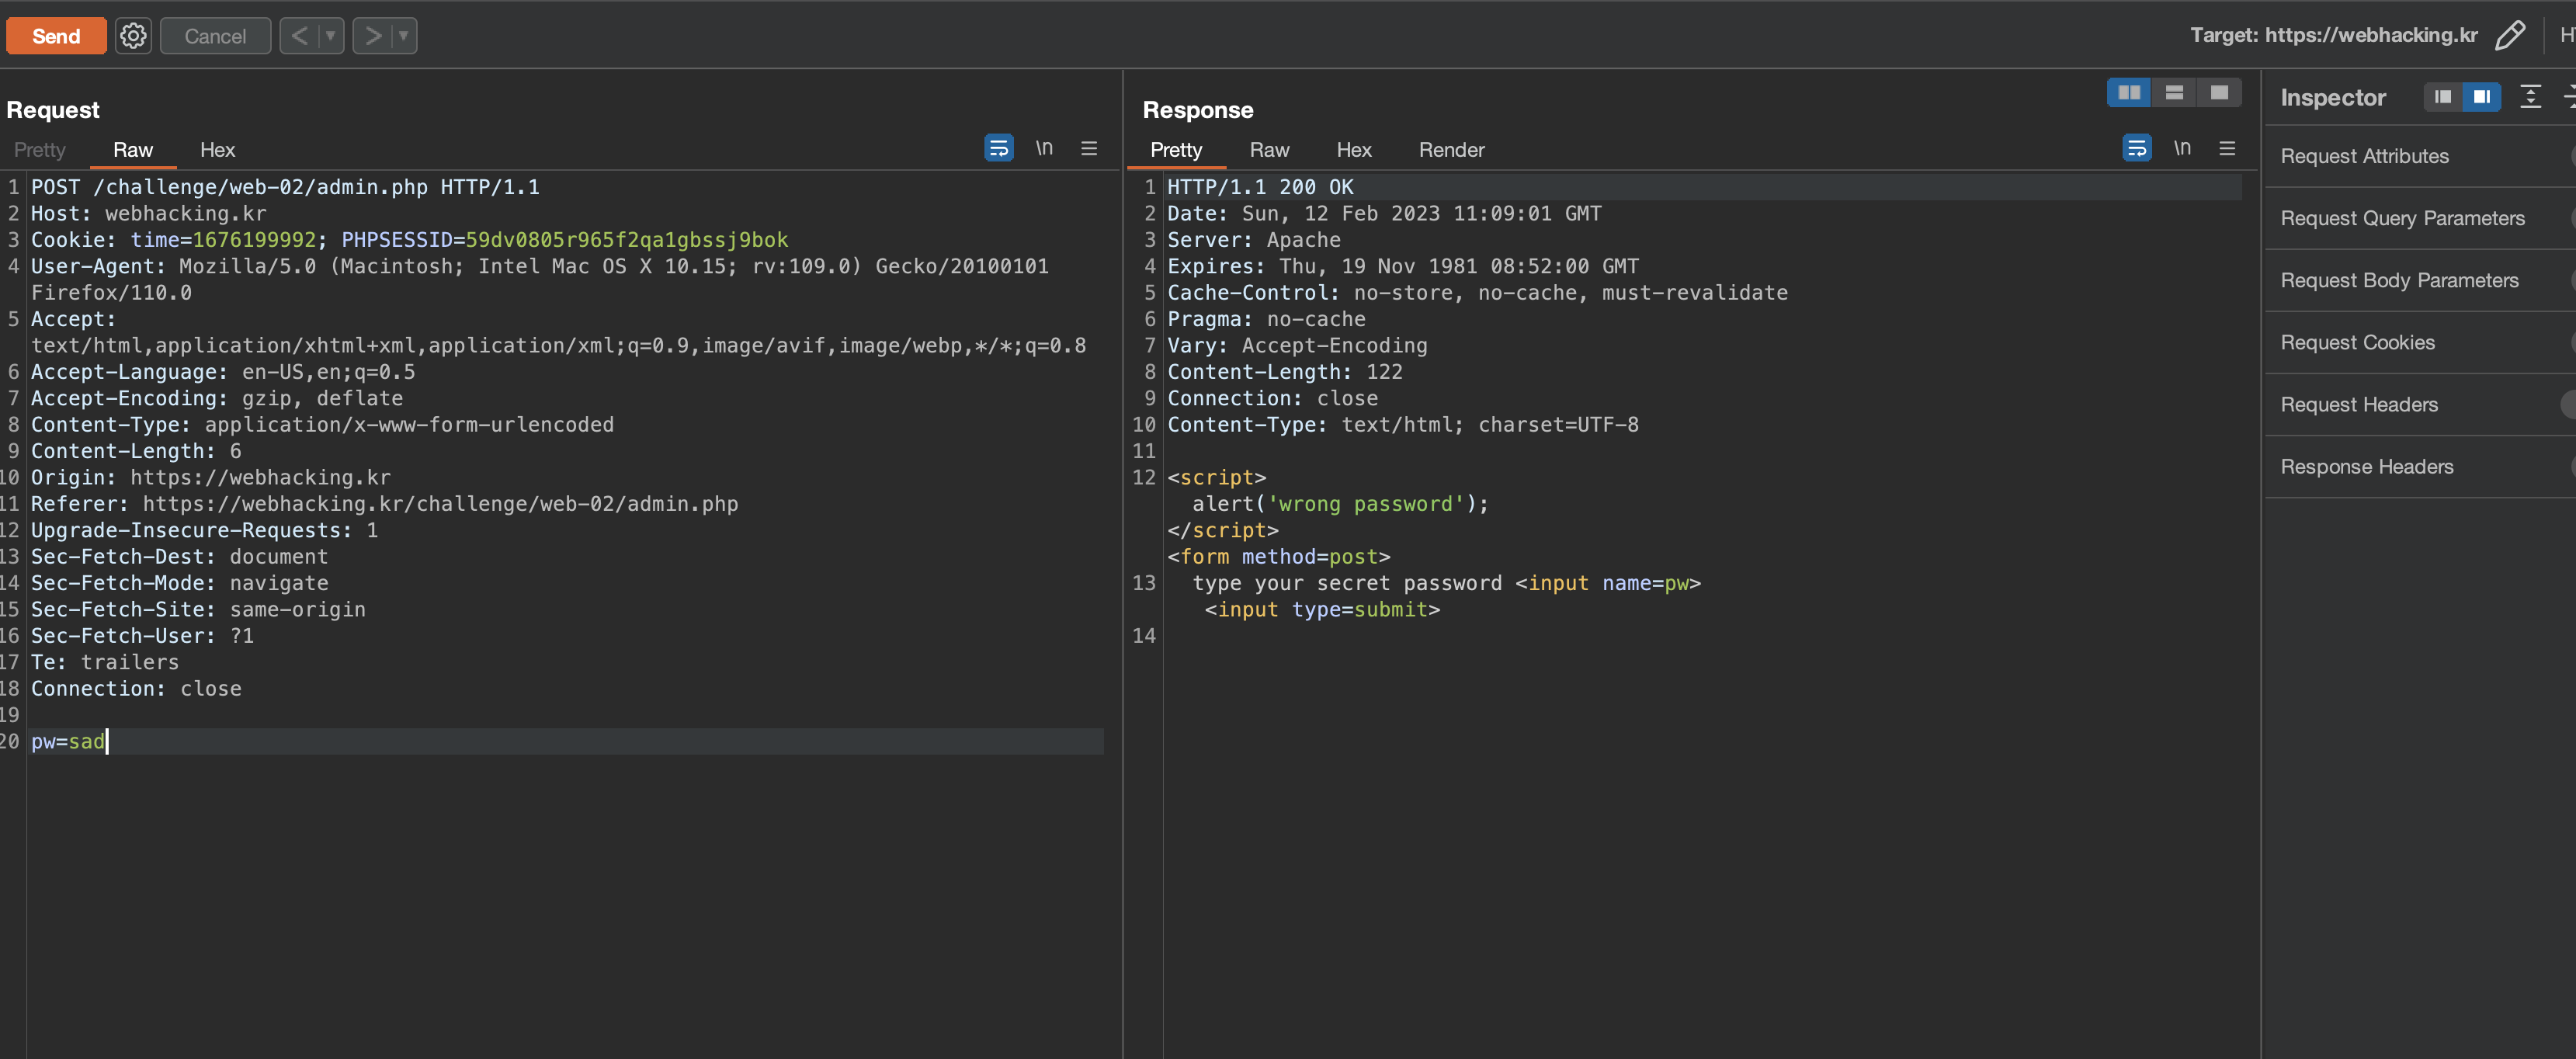 Send Cancel < > Target: https://webhacking.kr
Request
Pretty Raw Hex \n
1 POST /challenge/web-02/admin.php HTTP/1.1
2 Host: webhacking.kr
3 Cookie: time=1676199992; PHPSESSID=59dv0805r965f2qa1gbssj9bok
4 User-Agent: Mozilla/5.0 (Macintosh; Intel Mac OS X 10.15; rv:109.0) Gecko/20100101
Firefox/110.0
5 Accept:
text/html,application/xhtml+xml,application/xml;q=0.9,image/avif,image/webp,*/*;q=0.8
6 Accept-Language: en-US,en;q=0.5
7 Accept-Encoding: gzip, deflate
8 Content-Type: application/x-www-form-urlencoded
9 Content-Length: 6
10 Origin: https://webhacking.kr
11 Referer: https://webhacking.kr/challenge/web-02/admin.php
12 Upgrade-Insecure-Requests: 1
13 Sec-Fetch-Dest: document
14 Sec-Fetch-Mode: navigate
15 Sec-Fetch-Site: same-origin
16 Sec-Fetch-User: ?1
17 Te: trailers
18 Connection: close
19
20 pw=sad
Response
Pretty Raw Hex Render \n
1 HTTP/1.1 200 OK
2 Date: Sun, 12 Feb 2023 11:09:01 GMT
3 Server: Apache
4 Expires: Thu, 19 Nov 1981 08:52:00 GMT
5 Cache-Control: no-store, no-cache, must-revalidate
6 Pragma: no-cache
7 Vary: Accept-Encoding
8 Content-Length: 122
9 Connection: close
10 Content-Type: text/html; charset=UTF-8
11
12 <script>
alert('wrong password');
</script>
<form method=post>
13 type your secret password <input name=pw>
<input type=submit>
14
Inspector
Request Attributes
Request Query Parameters
Request Body Parameters
Request Cookies
Request Headers
Response Headers